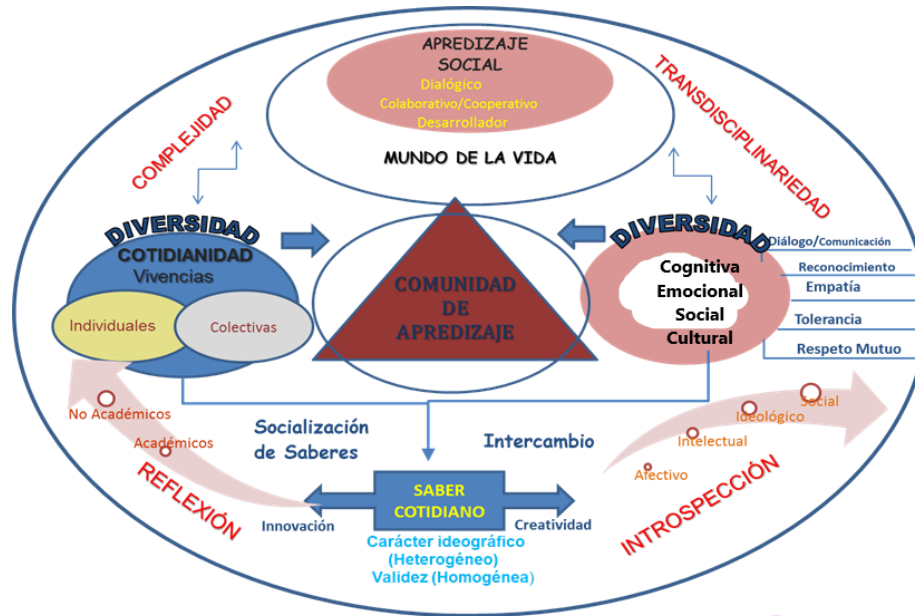 APREDIZAJE
SOCIAL
Dialógico
Colaborativo/Cooperativo
Desarrollador
MUNDO DE LA VIDA
COMPLEJIDAD
TRANSDISCIPLINARIEDAD
DIVERSIDAD
COTIDIANIDAD
Vivencias
Individuales
Colectivas
COMUNIDAD
DE
APREDIZAJE
DIVERSIDAD
Cognitiva
Emocional
Social
Cultural
Diálogo/Comunicación
Reconocimiento
Empatía
Tolerancia
Respeto Mutuo
No Académicos
Académicos
REFLEXIÓN
Socialización
de Saberes
Intercambio
Innovación
SABER
COTIDIANO
Creatividad
Carácter ideográfico
(Heterogéneo)
Validez (Homogénea)
Social
Ideológico
Intelectual
Afectivo
INTROSPECCIÓN